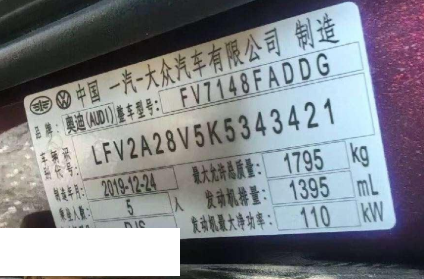 中国 一汽-大众汽车有限公司 制造
品牌: 奥迪(AUDI) 整车型号: FV7148FADDG
车辆识别代号: LFV2A28V5K5343421
制造年月: 2019-12-24 最大允许总质量: 1795 kg
乘坐人数: 5 人 发动机排量: 1395 mL
发动机最大净功率: 110 kW